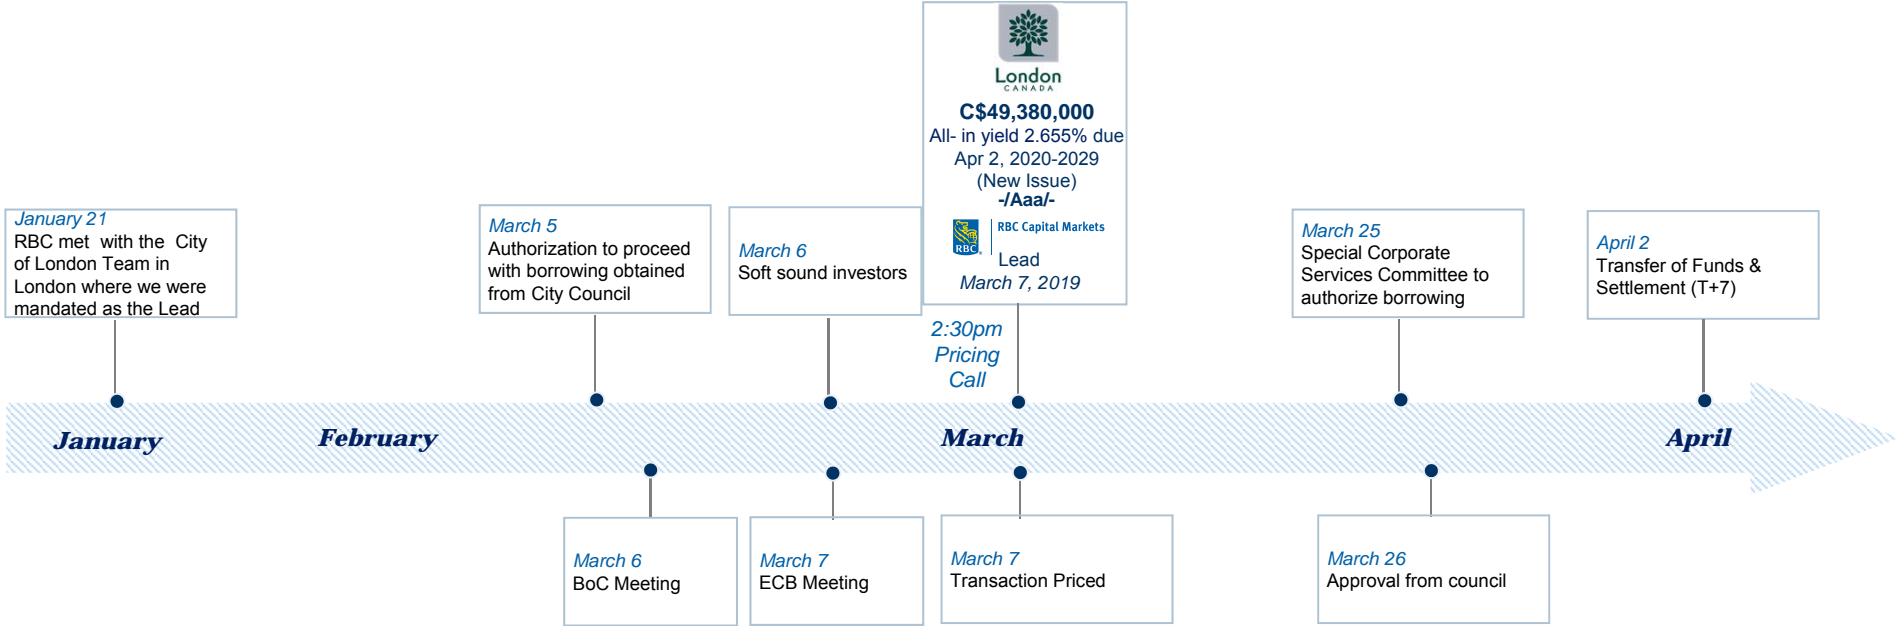 London
CANADA
C$49,380,000
All- in yield 2.655% due
Apr 2, 2020-2029
(New Issue)
-/Aaa/-
RBC
RBC Capital Markets
Lead
March 7, 2019
January 21
RBC met with the City
of London Team in
London where we were
mandated as the Lead
March 5
Authorization to proceed
with borrowing obtained
from City Council
March 6
Soft sound investors
2:30pm
Pricing
Call
March 25
Special Corporate
Services Committee to
authorize borrowing
April 2
Transfer of Funds &
Settlement (T+7)
January
February
March
April
March 6
BoC Meeting
March 7
ECB Meeting
March 7
Transaction Priced
March 26
Approval from council